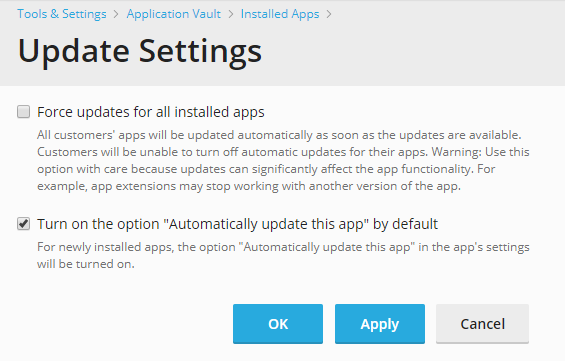 Tools & Settings > Application Vault > Installed Apps >
Update Settings
Force updates for all installed apps
All customers' apps will be updated automatically as soon as the updates are available.
Customers will be unable to turn off automatic updates for their apps. Warning: Use this
option with care because updates can significantly affect the app functionality. For
example, app extensions may stop working with another version of the app.
Turn on the option "Automatically update this app" by default
For newly installed apps, the option "Automatically update this app" in the app's settings
will be turned on.
OK Apply Cancel